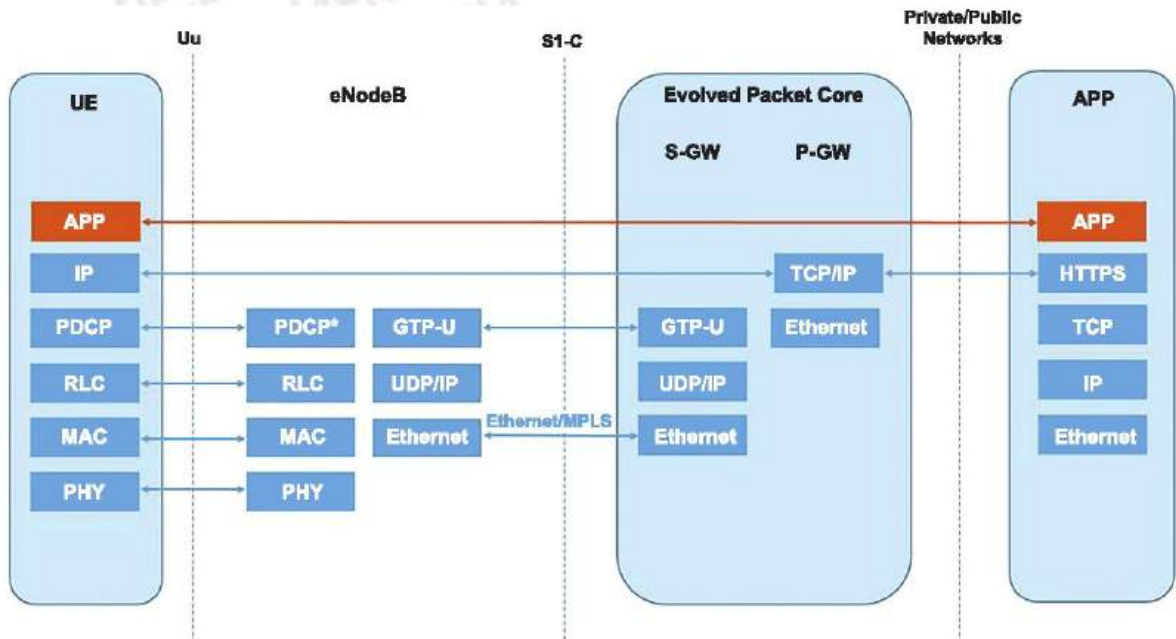 Uu
S1-C
Private/Public
Networks
UE
eNodeB
Evolved Packet Core
APP
S-GW
P-GW
APP
APP
IP
TCP/IP
HTTPS
PDCP
PDCP*
GTP-U
GTP-U
Ethernet
TCP
RLC
RLC
UDP/IP
UDP/IP
IP
Ethernet/MPLS
MAC
MAC
Ethernet
Ethernet
Ethernet
PHY
PHY